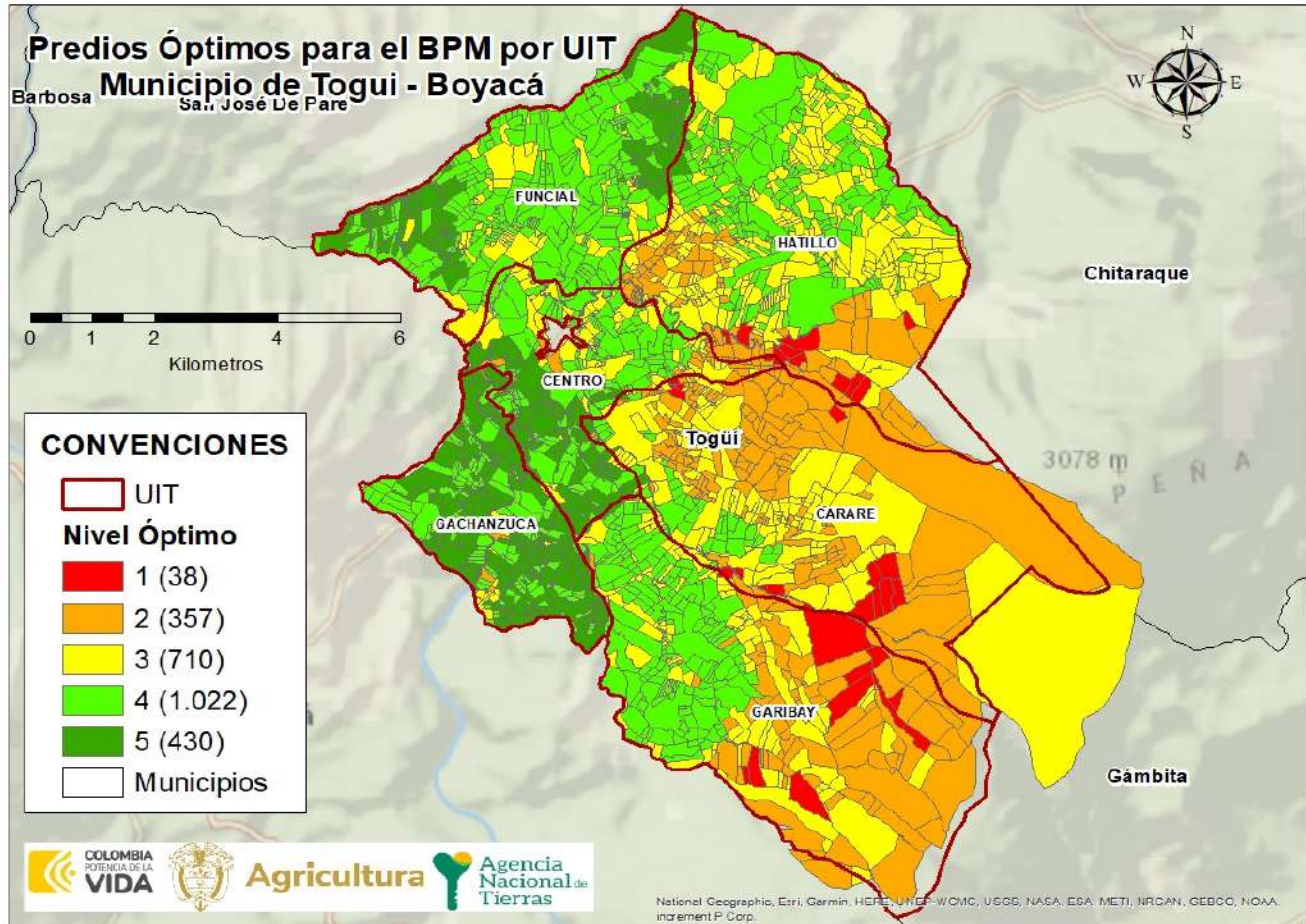 Predios Óptimos para el BPM por UIT
Municipio de Togui - Boyacá
Barbosa
San José De Pare
N
W
E
S
FUNCIAL
HATILLO
Chitaraque
0 1 2 4 6
Kilometros
CENTRO
Togüí
3078 m
PEÑA
CONVENCIONES
UIT
Nivel Óptimo
1 (38)
2 (357)
3 (710)
4 (1.022)
5 (430)
Municipios
GACHANZUCA
CARARE
GARIBAY
Gámbita
COLOMBIA
POTENCIA DE LA
VIDA
Agricultura
Agencia
Nacional de
Tierras
National Geographic, Esri, Garmin, HERE, UNEP-WCMC, USGS, NASA, ESA, METI, NRCAN, GEBCO, NOAA,
increment P Corp.